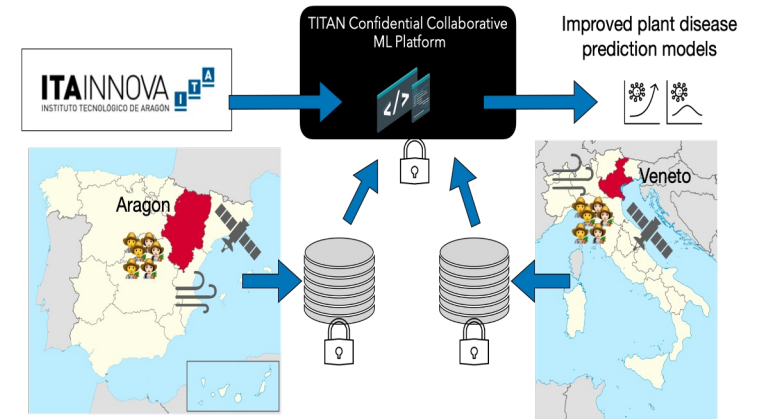 TITAN Confidential Collaborative
ML Platform
Improved plant disease
prediction models
ITAINNOVA
INSTITUTO TECNOLÓGICO DE ARAGÓN
I T A
</>
Aragon
Veneto